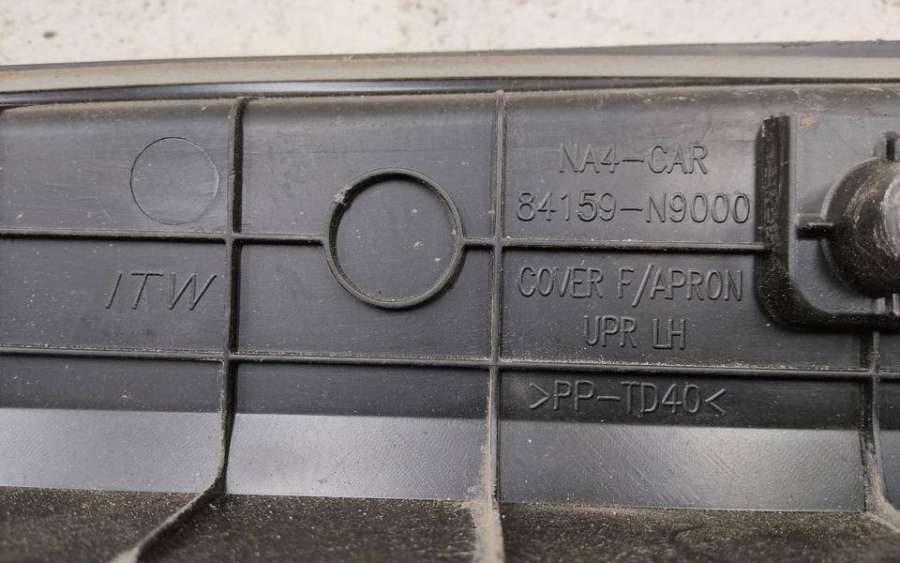 NA4-CAR
84159-N9000
ITW
COVER F/APRON
UPR LH
>PP-TD40<